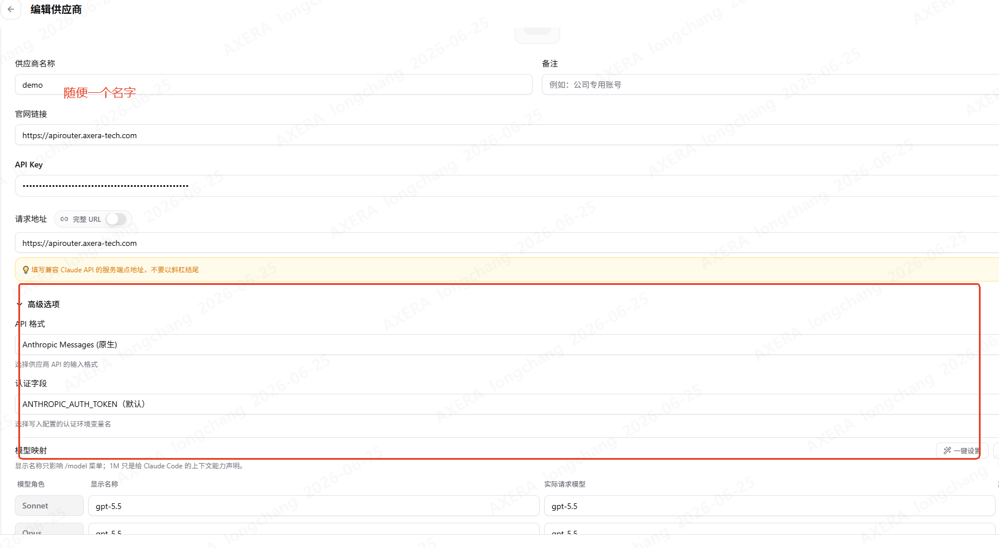 编辑供应商
供应商名称
备注
demo
随便一个名字
例如：公司专用账号
官网链接
https://apirouter.axera-tech.com
API Key
••••••••••••••••••••••••••••••••••••••••••••••••••
请求地址
完整 URL
https://apirouter.axera-tech.com
填写兼容 Claude API 的服务端点地址，不要以斜杠结尾
高级选项
API 格式
Anthropic Messages (原生)
选择供应商 API 的输入格式
认证字段
ANTHROPIC_AUTH_TOKEN（默认）
选择写入配置的认证环境变量名
模型映射
一键设置
显示名称只影响 /model 菜单；1M 只是给 Claude Code 的上下文能力声明。
模型角色 显示名称 实际请求模型
Sonnet gpt-5.5 gpt-5.5
Opus gpt-5.5 gpt-5.5
AXERA longchang 2026-06-25